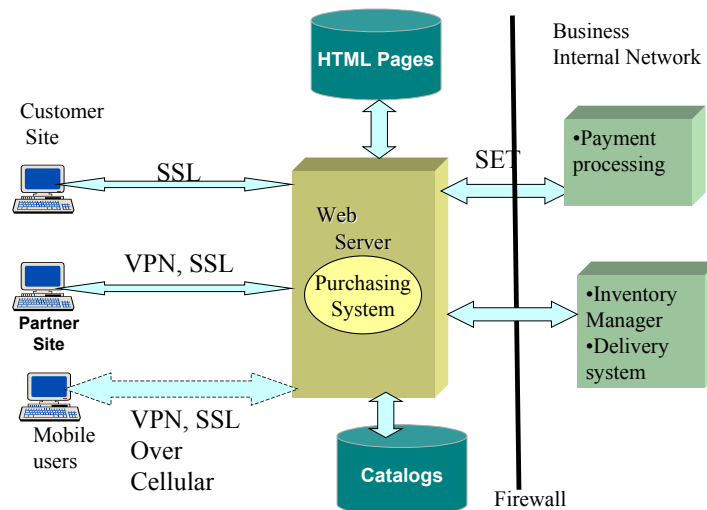 HTML Pages
Business
Internal Network
Customer
Site
SSL
SET
•Payment
processing
Web
Server
VPN, SSL
Purchasing
System
Partner
Site
•Inventory
Manager
•Delivery
system
VPN, SSL
Over
Cellular
Mobile
users
Catalogs
Firewall